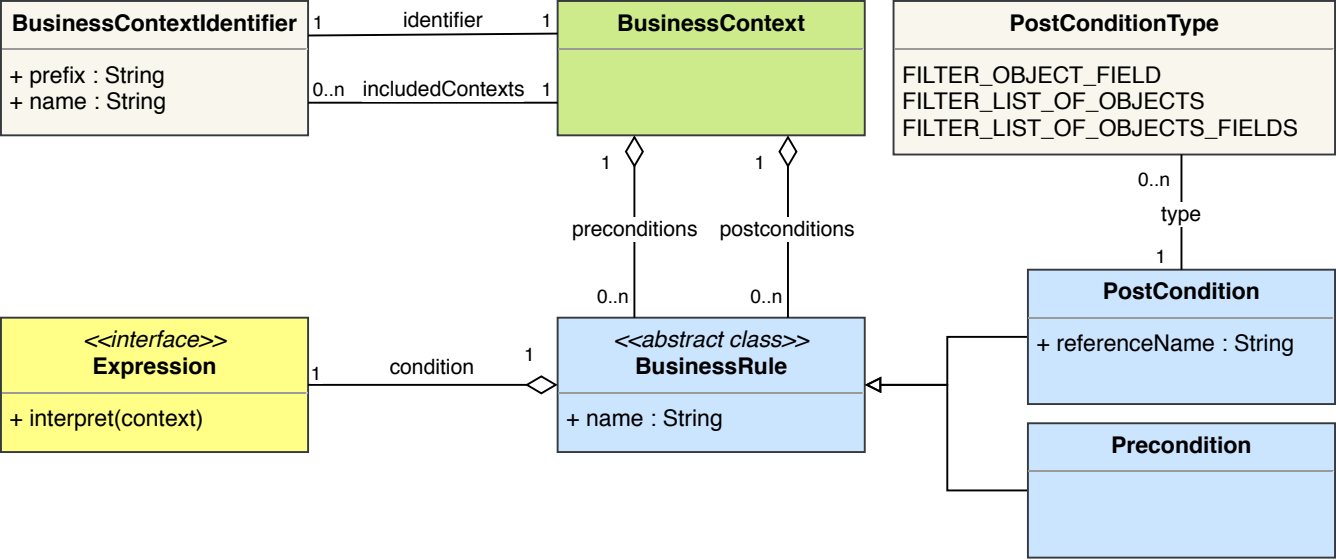 BusinessContextIdentifier
+ prefix : String
+ name : String
1
identifier
1
0..n
includedContexts
1
BusinessContext
PostConditionType
FILTER_OBJECT_FIELD
FILTER_LIST_OF_OBJECTS
FILTER_LIST_OF_OBJECTS_FIELDS
1
preconditions
0..n
1
postconditions
0..n
0..n
type
1
<<interface>>
Expression
+ interpret(context)
1
condition
1
<<abstract class>>
BusinessRule
+ name : String
PostCondition
+ referenceName : String
Precondition